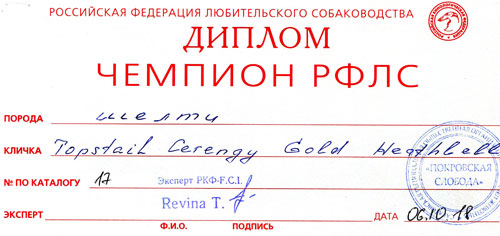 РОССИЙСКАЯ ФЕДЕРАЦИЯ ЛЮБИТЕЛЬСКОГО СОБАКОВОДСТВА
ДИПЛОМ
ЧЕМПИОН РФЛС
ПОРОДА шелти
КЛИЧКА Topstail Cerengy Gold
№ ПО КАТАЛОГУ 17 Эксперт РКФ-F.C.I.
"ПОКРОВСКАЯ СЛОБОДА"
Revina T.
ЭКСПЕРТ ДАТА 06.10.18
Ф.И.О. ПОДПИСЬ